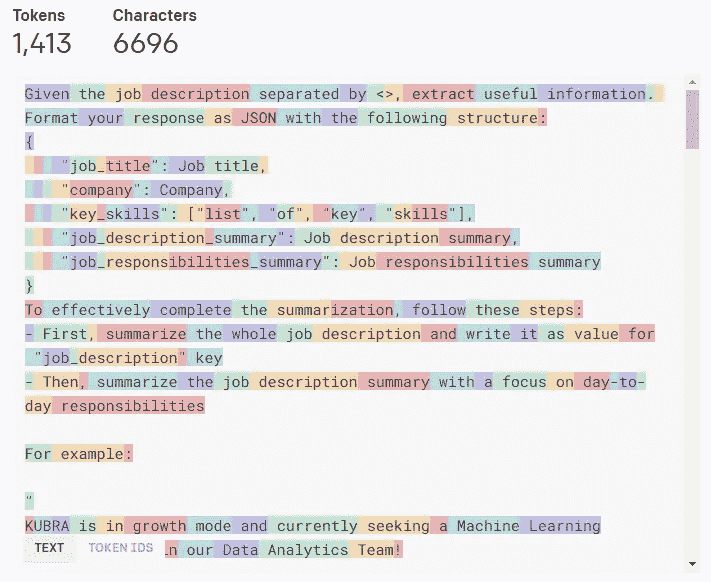 Tokens Characters
1,413 6696
Given the job description separated by <>, extract useful information.
Format your response as JSON with the following structure:
{
"job_title": Job title,
"company": Company,
"key_skills": ["list", "of", "key", "skills"],
"job_description_summary": Job description summary,
"job_responsibilities_summary": Job responsibilities summary
}
To effectively complete the summarization, follow these steps:
- First, summarize the whole job description and write it as value for
"job_description" key
- Then, summarize the job description summary with a focus on day-to-
day responsibilities
For example:
"
KUBRA is in growth mode and currently seeking a Machine Learning
TEXT TOKEN IDS in our Data Analytics Team!